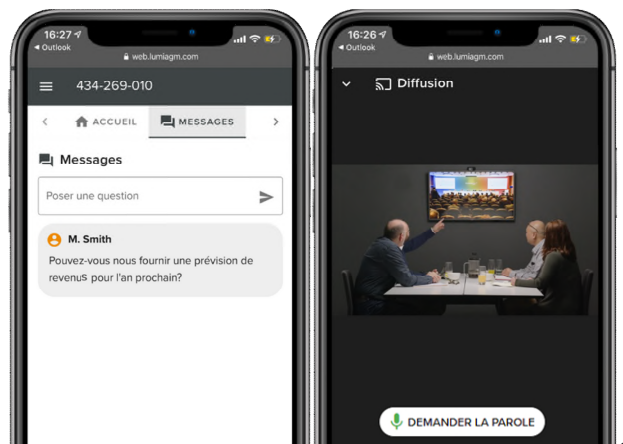 16:27
◀ Outlook
web.lumiagm.com
434-269-010
ACCUEIL
MESSAGES
Messages
Poser une question
M. Smith
Pouvez-vous nous fournir une prévision de
revenus pour l'an prochain?
16:26
◀ Outlook
web.lumiagm.com
Diffusion
DEMANDER LA PAROLE